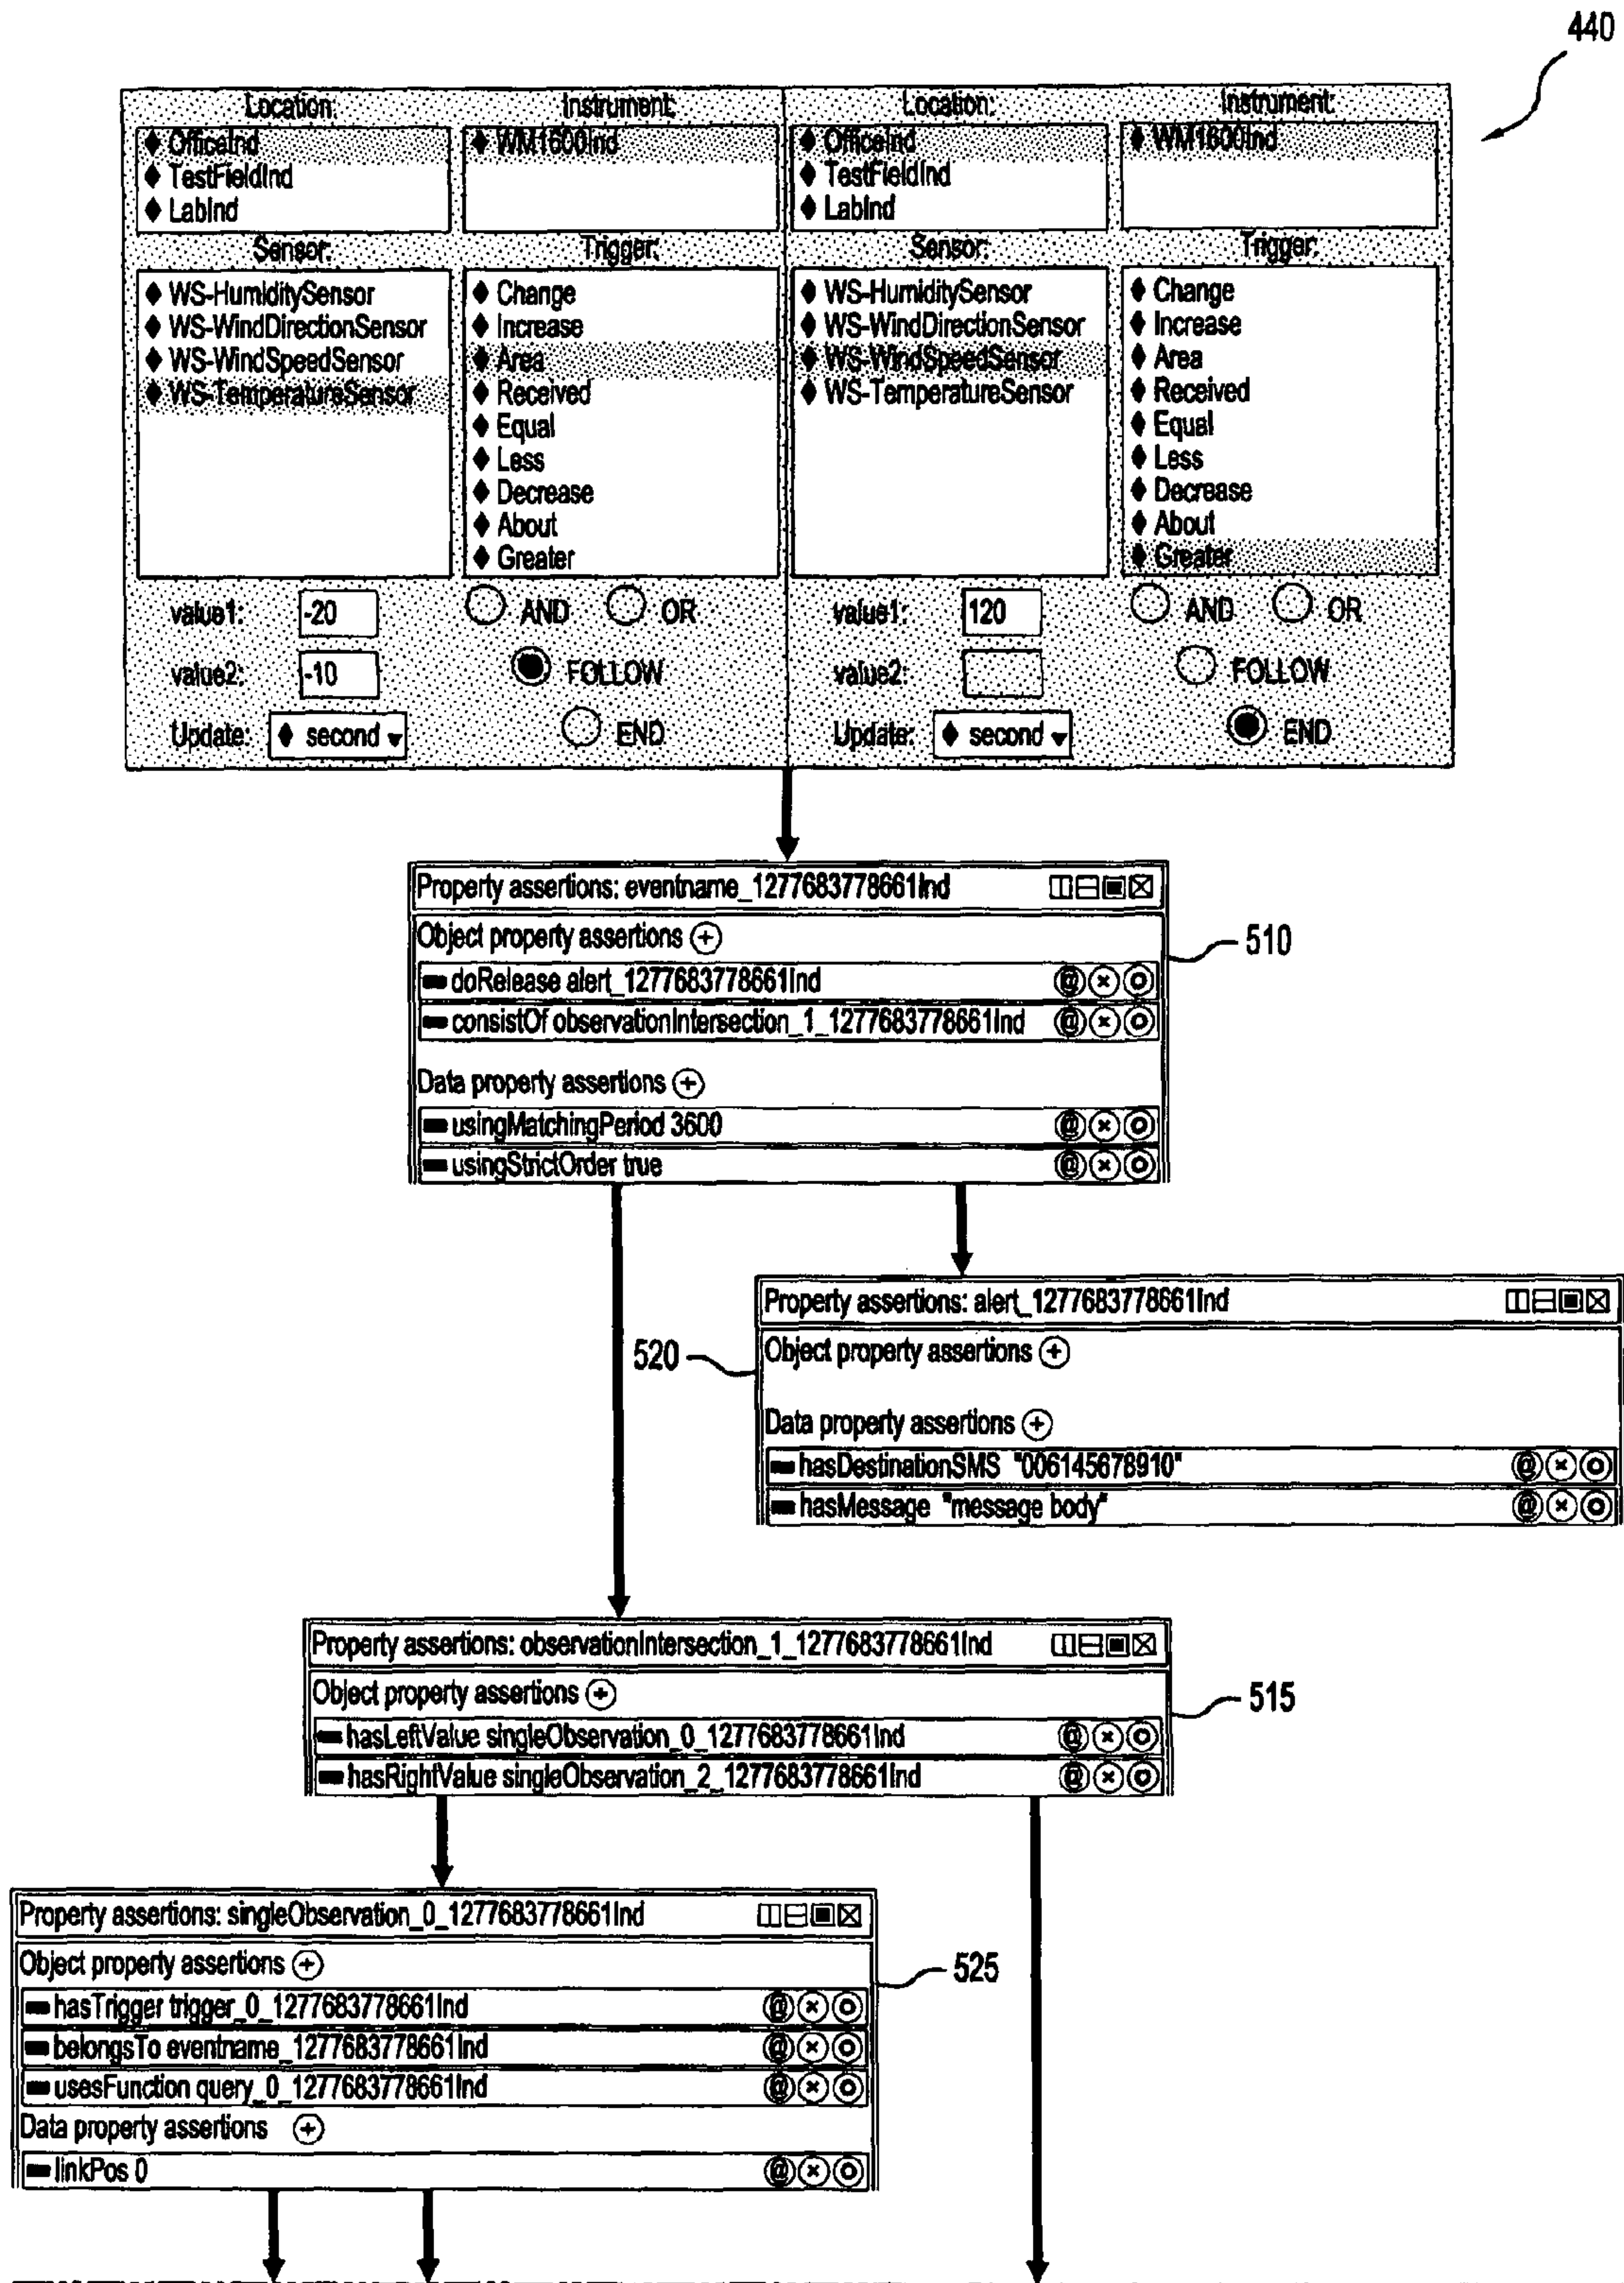 440
Location:
Instrument:
Location:
Instrument:
OfficeInd
TestFieldInd
LabInd
WM1600Ind
OfficeInd
TestFieldInd
LabInd
WM1600Ind
Sensor:
Trigger:
Sensor:
Trigger:
WS-HumiditySensor
WS-WindDirectionSensor
WS-WindSpeedSensor
WS-TemperatureSensor
Change
Increase
Area
Received
Equal
Less
Decrease
About
Greater
WS-HumiditySensor
WS-WindDirectionSensor
WS-WindSpeedSensor
WS-TemperatureSensor
Change
Increase
Area
Received
Equal
Less
Decrease
About
Greater
value1: -20
AND OR
value2: -10
FOLLOW
Update: second
END
value1: 120
AND OR
value2:
FOLLOW
Update: second
END
Property assertions: eventname_1277683778661Ind
Object property assertions
510
doRelease alert_1277683778661Ind
consistOf observationIntersection_1_1277683778661Ind
Data property assertions
usingMatchingPeriod 3600
usingStrictOrder true
Property assertions: alert_1277683778661Ind
520
Object property assertions
Data property assertions
hasDestinationSMS "006145678910"
hasMessage "message body"
Property assertions: observationIntersection_1_1277683778661Ind
Object property assertions
515
hasLeftValue singleObservation_0_1277683778661Ind
hasRightValue singleObservation_2_1277683778661Ind
Property assertions: singleObservation_0_1277683778661Ind
Object property assertions
525
hasTrigger trigger_0_1277683778661Ind
belongsTo eventname_1277683778661Ind
usesFunction query_0_1277683778661Ind
Data property assertions
linkPos 0